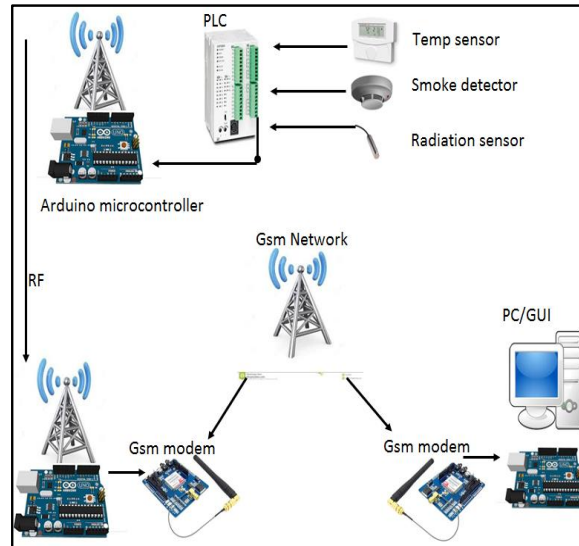 PLC
Temp sensor
Smoke detector
Radiation sensor
Arduino microcontroller
Gsm Network
RF
PC/GUI
Gsm modem
Gsm modem